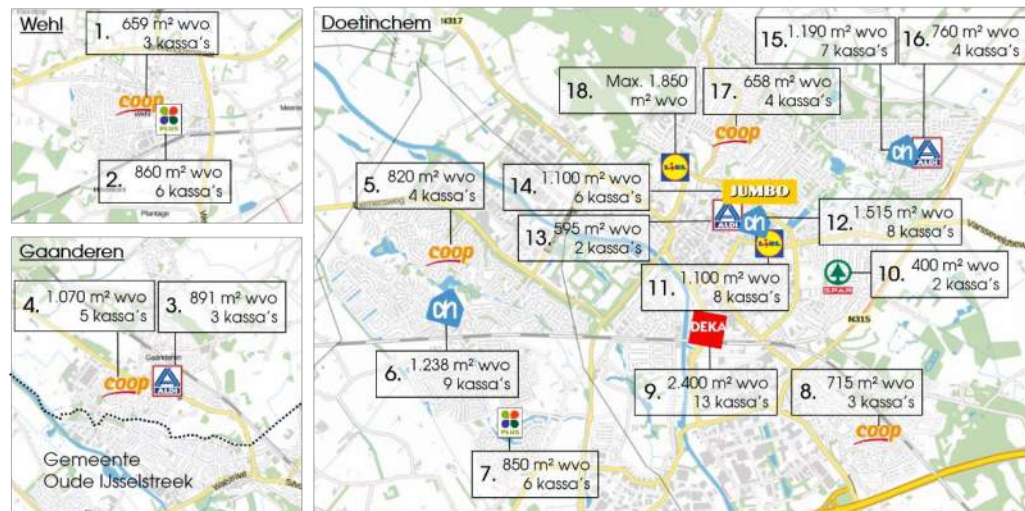 Wehl
1. 659 m² wvo
3 kassa's
coop
Wehl
PLUS
2. 860 m² wvo
6 kassa's
Plantage
Gaanderen
4. 1.070 m² wvo
5 kassa's
3. 891 m² wvo
3 kassa's
Gaanderen
coop
ALDI
Gemeente
Oude IJsselstreek
Doetinchem
N317
15. 1.190 m² wvo
7 kassa's
16. 760 m² wvo
4 kassa's
18. Max. 1.850
m² wvo
17. 658 m² wvo
4 kassa's
coop
ah
ALDI
LIDL
5. 820 m² wvo
4 kassa's
14. 1.100 m² wvo
6 kassa's
JUMBO
13. 595 m² wvo
2 kassa's
ALDI
ah
LIDL
12. 1.515 m² wvo
8 kassa's
coop
11. 1.100 m² wvo
8 kassa's
SPAR
10. 400 m² wvo
2 kassa's
ah
DEKA
N315
6. 1.238 m² wvo
9 kassa's
9. 2.400 m² wvo
13 kassa's
8. 715 m² wvo
3 kassa's
coop
PLUS
7. 850 m² wvo
6 kassa's